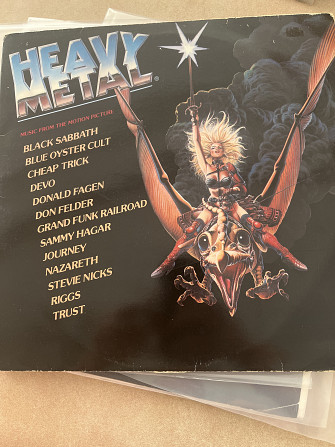 HEAVY
METAL®
MUSIC FROM THE MOTION PICTURE
BLACK SABBATH
BLUE OYSTER CULT
CHEAP TRICK
DEVO
DONALD FAGEN
DON FELDER
GRAND FUNK RAILROAD
SAMMY HAGAR
JOURNEY
NAZARETH
STEVIE NICKS
RIGGS
TRUST